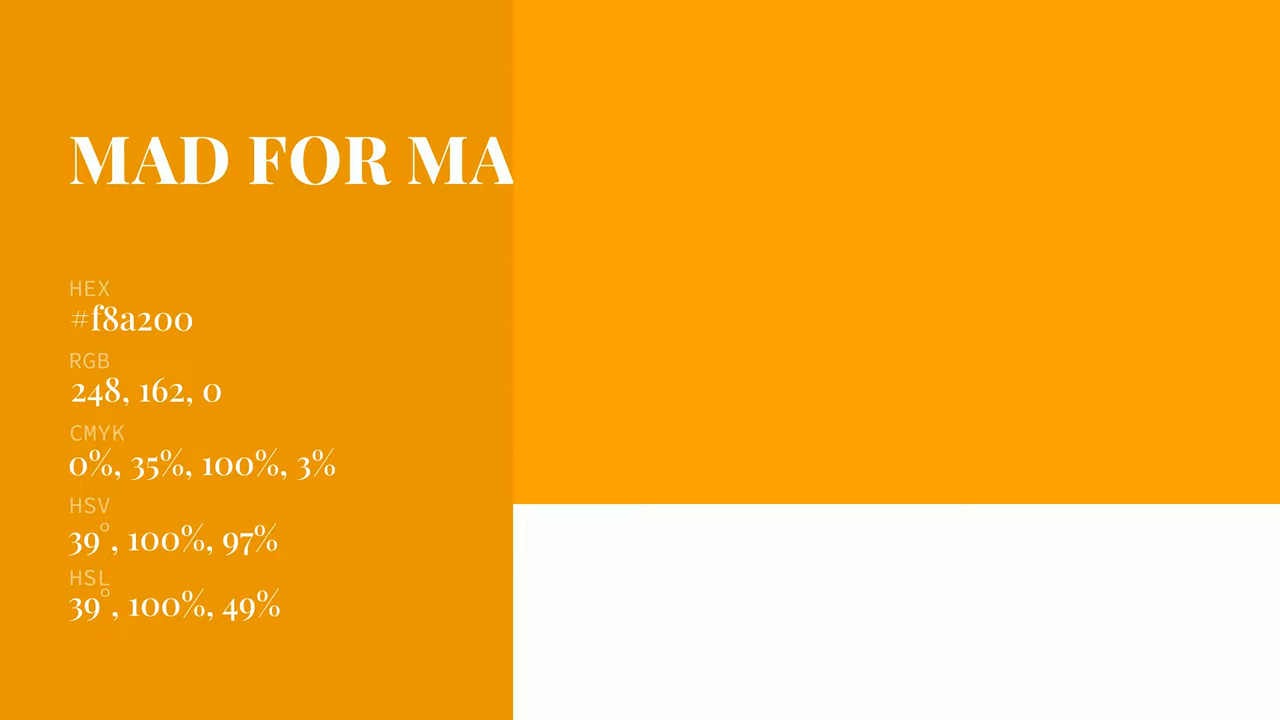 MAD FOR MA
HEX
#f8a200
RGB
248, 162, 0
CMYK
0%, 35%, 100%, 3%
HSV
39°, 100%, 97%
HSL
39°, 100%, 49%